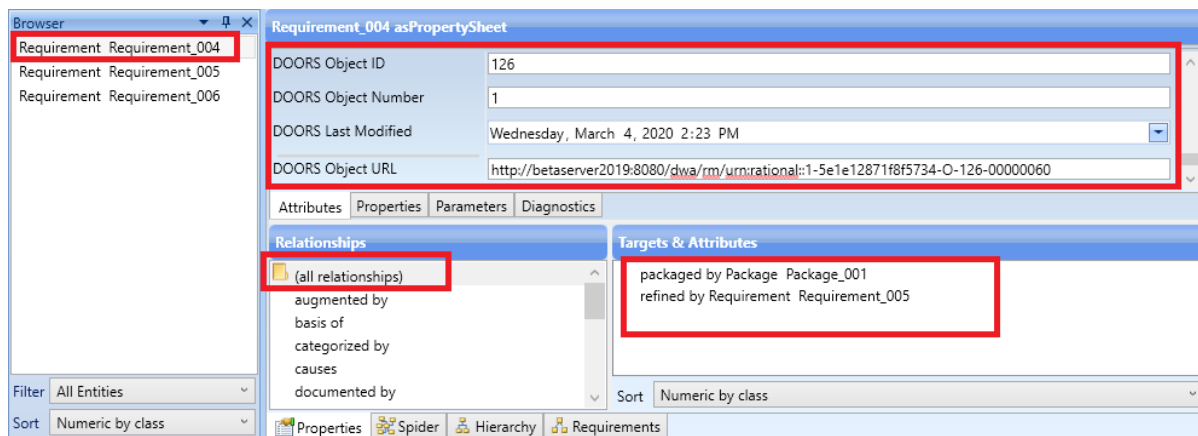 Browser
Requirement Requirement_004
Requirement Requirement_005
Requirement Requirement_006
Filter All Entities
Sort Numeric by class
Requirement_004 asPropertySheet
DOORS Object ID 126
DOORS Object Number 1
DOORS Last Modified Wednesday, March 4, 2020 2:23 PM
DOORS Object URL http://betaserver2019:8080/dwa/rm/urn:rational::1-5e1e12871f8f5734-O-126-00000060
Attributes Properties Parameters Diagnostics
Relationships
(all relationships)
augmented by
basis of
categorized by
causes
documented by
Targets & Attributes
packaged by Package Package_001
refined by Requirement Requirement_005
Sort Numeric by class
Properties Spider Hierarchy Requirements